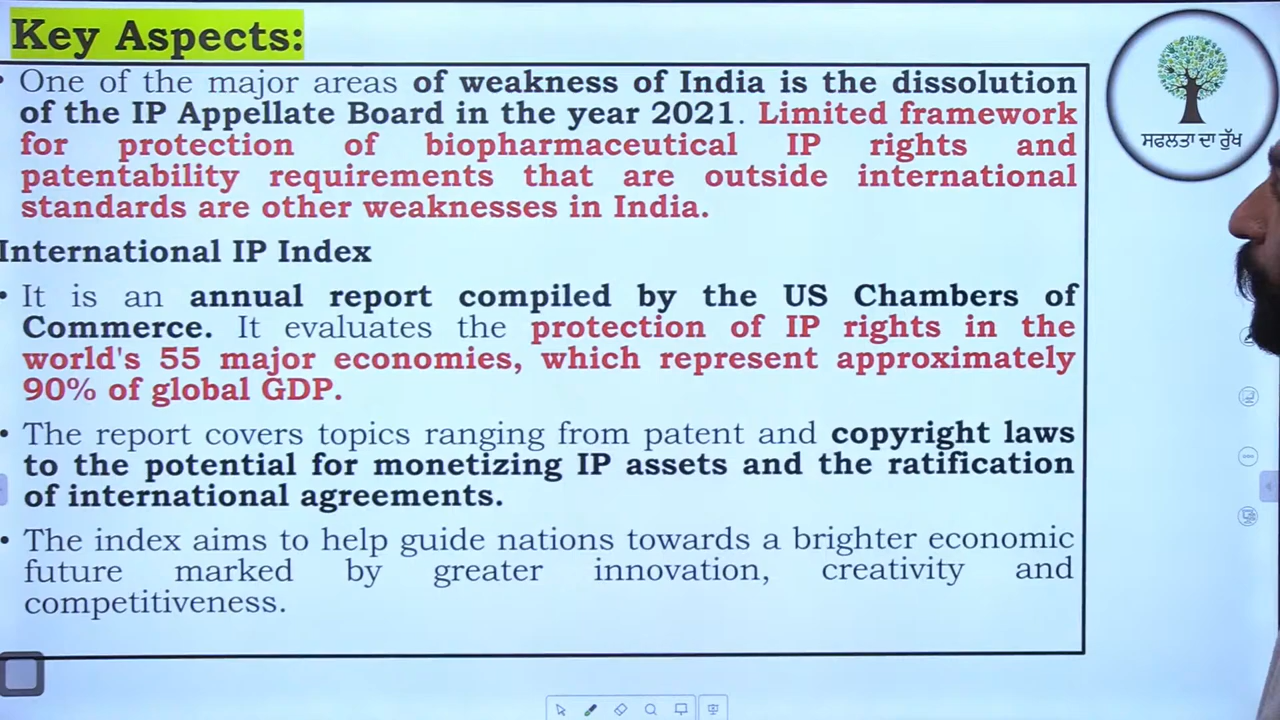 Key Aspects:
• One of the major areas of weakness of India is the dissolution
of the IP Appellate Board in the year 2021. Limited framework
for protection of biopharmaceutical IP rights and
patentability requirements that are outside international
standards are other weaknesses in India.
International IP Index
• It is an annual report compiled by the US Chambers of
Commerce. It evaluates the protection of IP rights in the
world's 55 major economies, which represent approximately
90% of global GDP.
• The report covers topics ranging from patent and copyright laws
to the potential for monetizing IP assets and the ratification
of international agreements.
• The index aims to help guide nations towards a brighter economic
future marked by greater innovation, creativity and
competitiveness.
ਸਫਲਤਾ ਦਾ ਰੁੱਖ